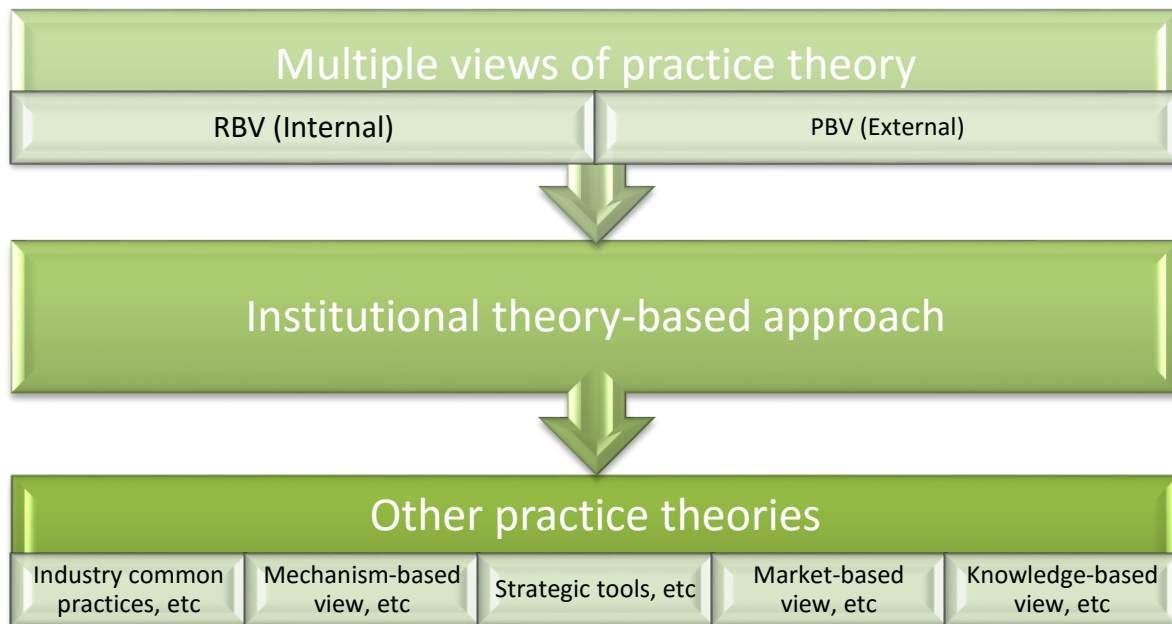 Multiple views of practice theory
RBV (Internal)
PBV (External)
Institutional theory-based approach
Other practice theories
Industry common
practices, etc
Mechanism-based
view, etc
Strategic tools, etc
Market-based
view, etc
Knowledge-based
view, etc